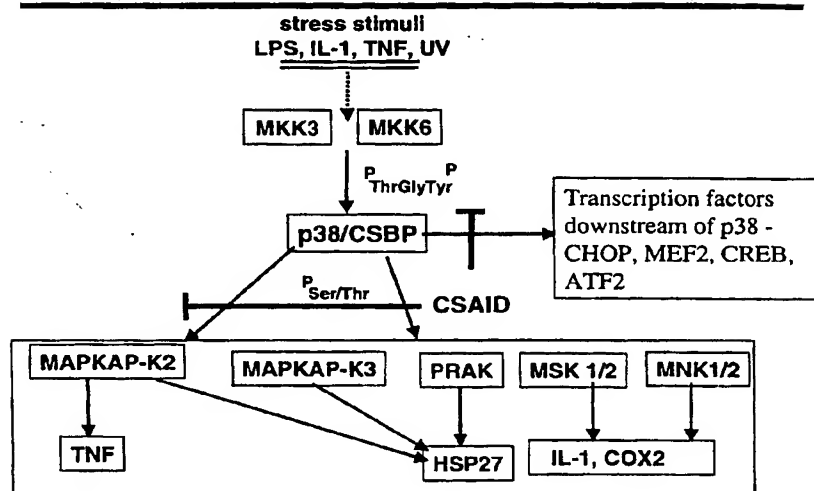 stress stimuli
LPS, IL-1, TNF, UV
MKK3
MKK6
P
ThrGlyTyr
P
p38/CSBP
Transcription factors
downstream of p38 -
CHOP, MEF2, CREB,
ATF2
P
Ser/Thr
CSAID
MAPKAP-K2
MAPKAP-K3
PRAK
MSK 1/2
MNK1/2
TNF
HSP27
IL-1, COX2